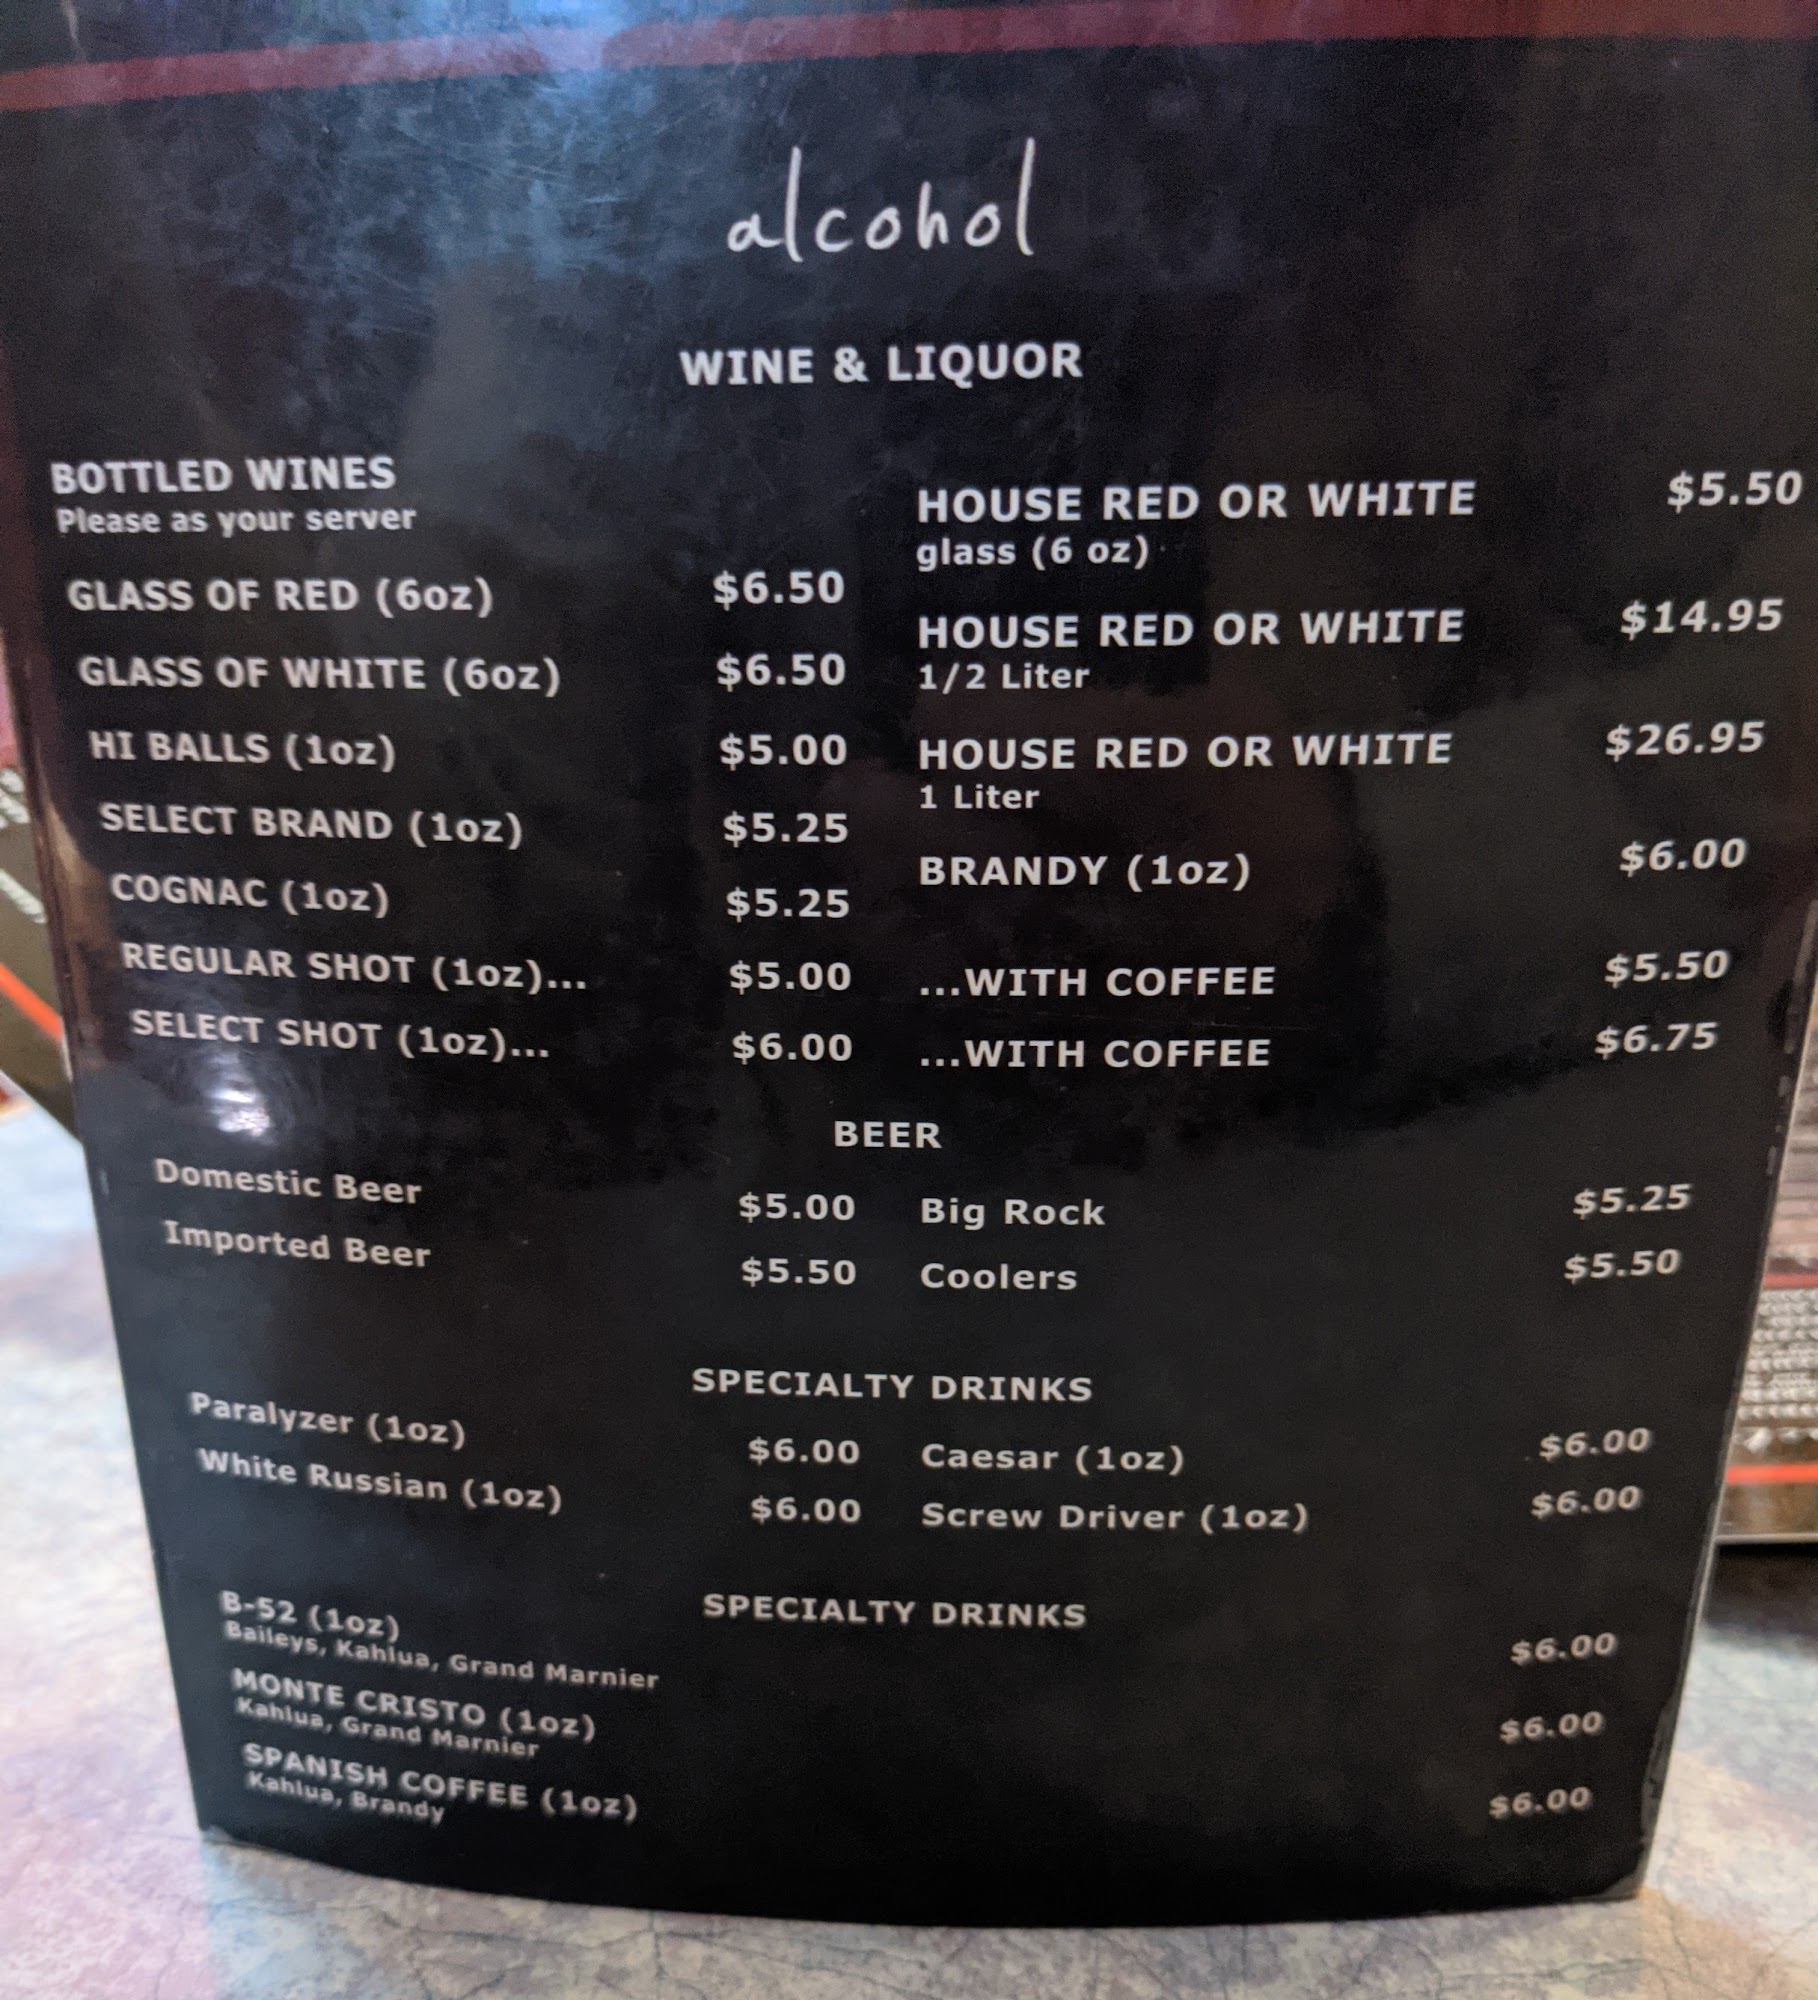 alcohol
WINE & LIQUOR
BOTTLED WINES
Please as your server
GLASS OF RED (6oz) $6.50
GLASS OF WHITE (6oz) $6.50
HI BALLS (1oz) $5.00
SELECT BRAND (1oz) $5.25
COGNAC (1oz) $5.25
HOUSE RED OR WHITE $5.50
glass (6 oz)
HOUSE RED OR WHITE $14.95
1/2 Liter
HOUSE RED OR WHITE $26.95
1 Liter
BRANDY (1oz) $6.00
REGULAR SHOT (1oz)... $5.00 ...WITH COFFEE $5.50
SELECT SHOT (1oz)... $6.00 ...WITH COFFEE $6.75
BEER
Domestic Beer $5.00 Big Rock $5.25
Imported Beer $5.50 Coolers $5.50
SPECIALTY DRINKS
Paralyzer (1oz) $6.00 Caesar (1oz) $6.00
White Russian (1oz) $6.00 Screw Driver (1oz) $6.00
SPECIALTY DRINKS
B-52 (1oz) $6.00
Baileys, Kahlua, Grand Marnier
MONTE CRISTO (1oz) $6.00
Kahlua, Grand Marnier
SPANISH COFFEE (1oz) $6.00
Kahlua, Brandy